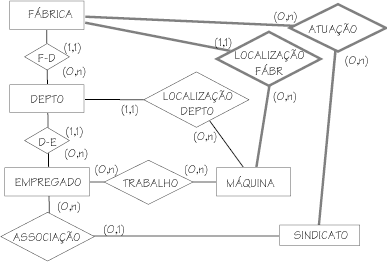 FÁBRICA
(0,n)
ATUAÇÃO
(1,1)
F-D
(0,n)
(1,1)
LOCALIZAÇÃO
FÁBR
(0,n)
(0,n)
DEPTO
(1,1)
LOCALIZAÇÃO
DEPTO
(0,n)
(1,1)
D-E
(0,n)
EMPREGADO
(0,n)
TRABALHO
(0,n)
MÁQUINA
(0,n)
ASSOCIAÇÃO
(0,1)
SINDICATO